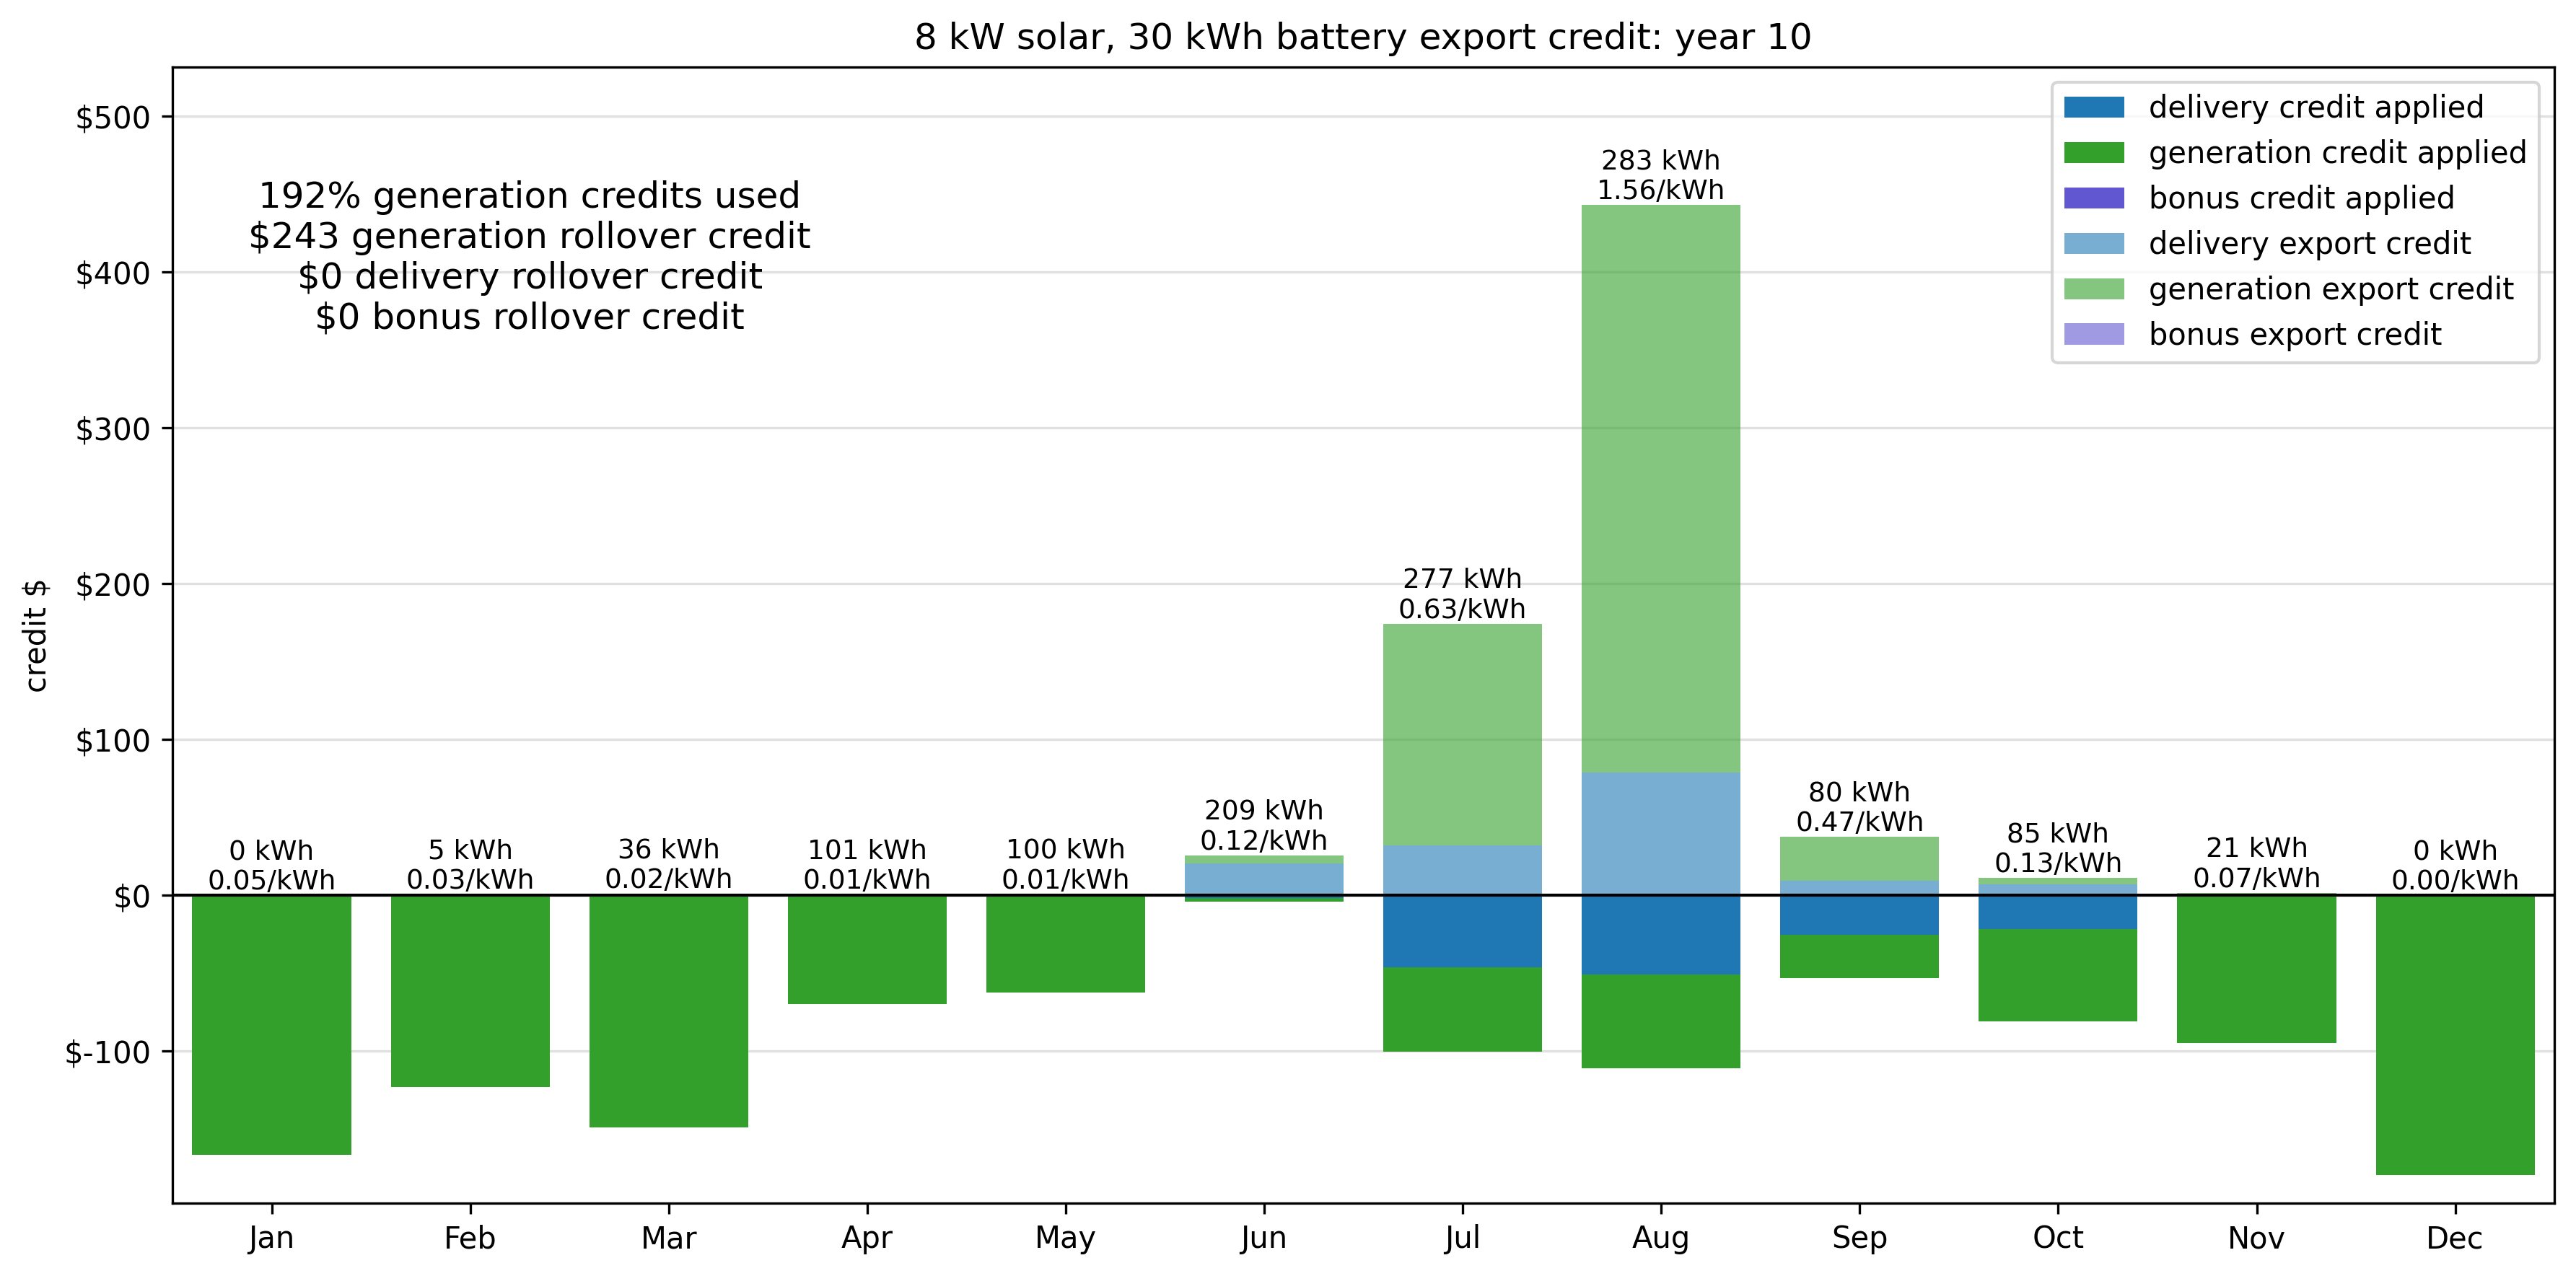 8 kW solar, 30 kWh battery export credit: year 10
credit $
$500
$400
$300
$200
$100
$0
$-100
192% generation credits used
$243 generation rollover credit
$0 delivery rollover credit
$0 bonus rollover credit
delivery credit applied
generation credit applied
bonus credit applied
delivery export credit
generation export credit
bonus export credit
0 kWh
0.05/kWh
5 kWh
0.03/kWh
36 kWh
0.02/kWh
101 kWh
0.01/kWh
100 kWh
0.01/kWh
209 kWh
0.12/kWh
277 kWh
0.63/kWh
283 kWh
1.56/kWh
80 kWh
0.47/kWh
85 kWh
0.13/kWh
21 kWh
0.07/kWh
0 kWh
0.00/kWh
Jan
Feb
Mar
Apr
May
Jun
Jul
Aug
Sep
Oct
Nov
Dec